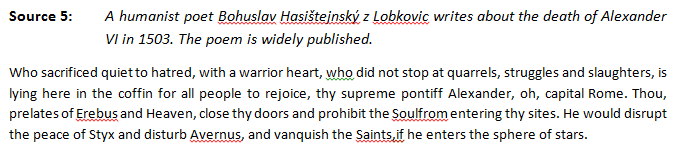 Source 5: A humanist poet Bohuslav Hasištejnský z Lobkovic writes about the death of Alexander
VI in 1503. The poem is widely published.
Who sacrificed quiet to hatred, with a warrior heart, who did not stop at quarrels, struggles and slaughters, is
lying here in the coffin for all people to rejoice, thy supreme pontiff Alexander, oh, capital Rome. Thou,
prelates of Erebus and Heaven, close thy doors and prohibit the Soulfrom entering thy sites. He would disrupt
the peace of Styx and disturb Avernus, and vanquish the Saints,if he enters the sphere of stars.